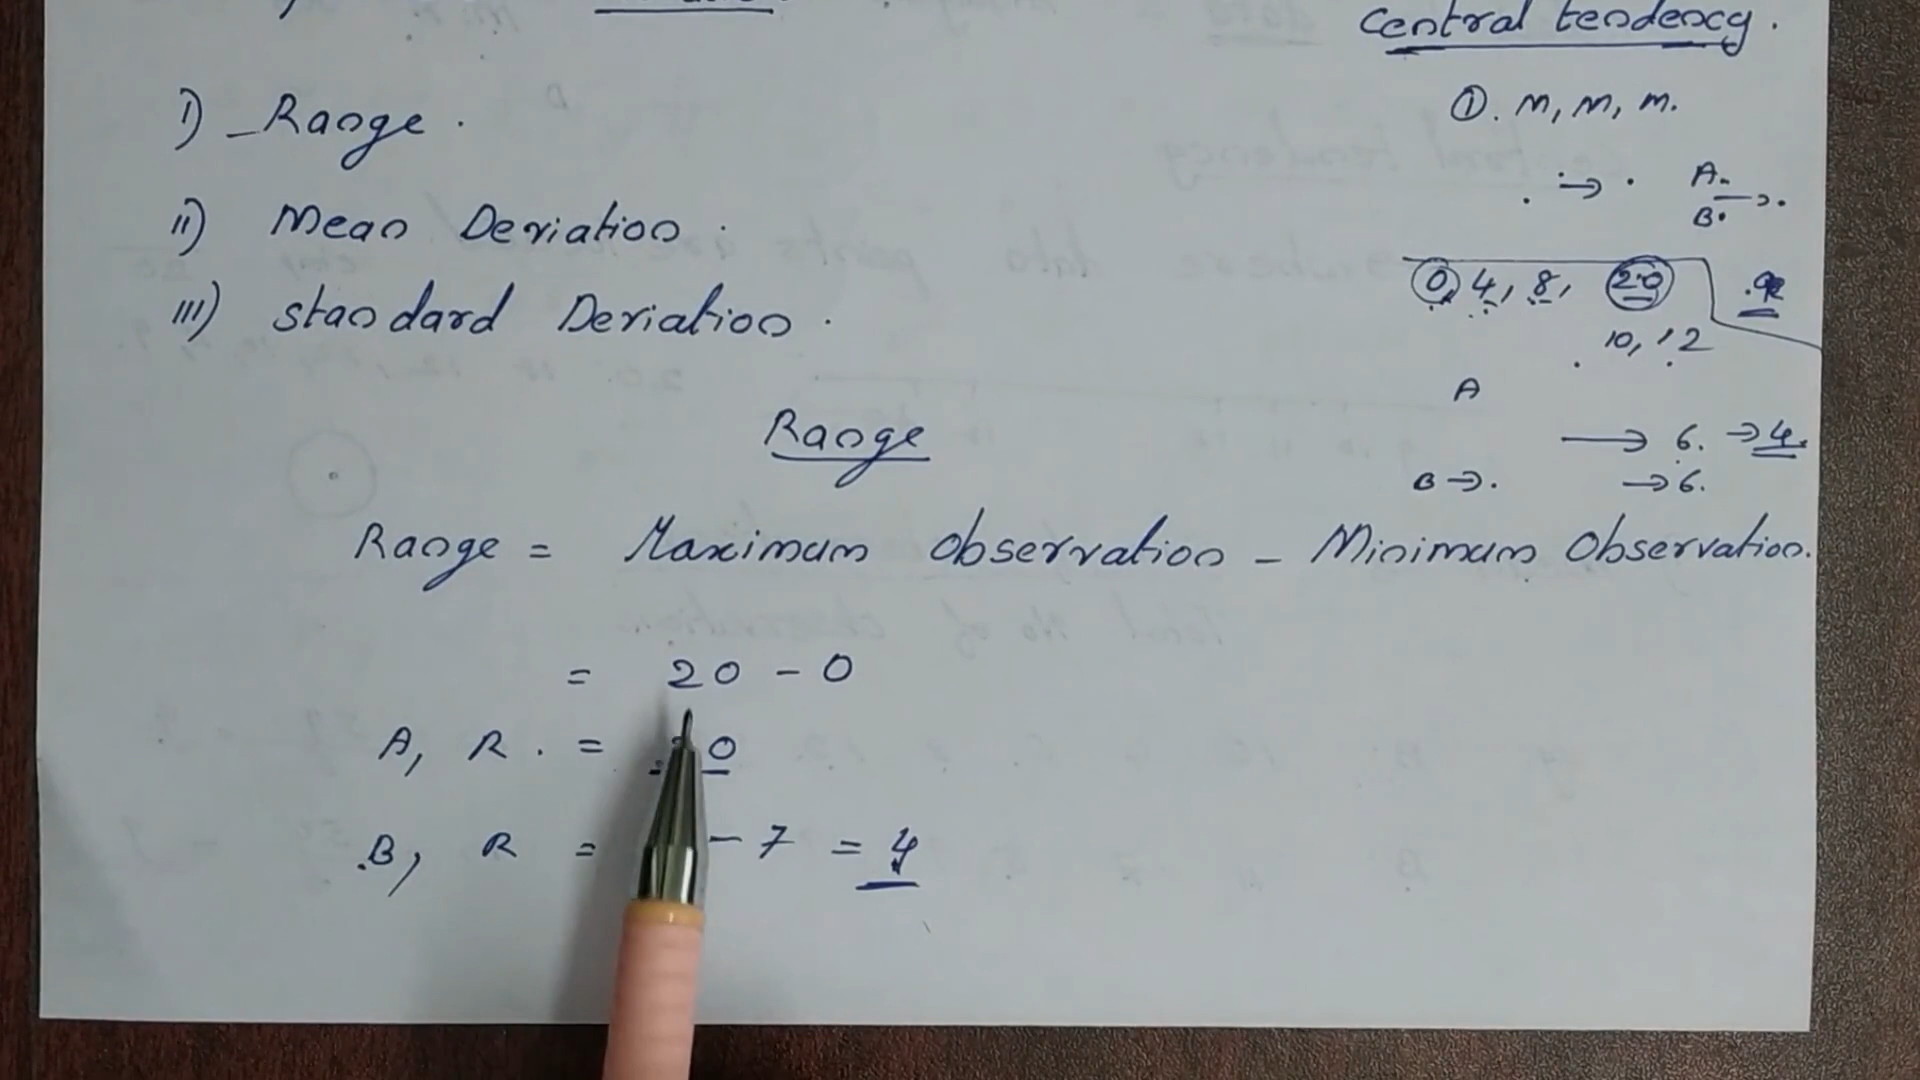 Central tendency.
i) Range.
① . m, m, m.
→ .
A.
B. → .
ii) Mean Deviation.
0, 4, 8, 20
10, 12
iii) Standard Deviation.
A
Range
→ 6. → 4.
B → . → 6.
Range = Maximum Observation - Minimum Observation.
= 20 - 0
A, R. = 0
B, R = - 7 = 4